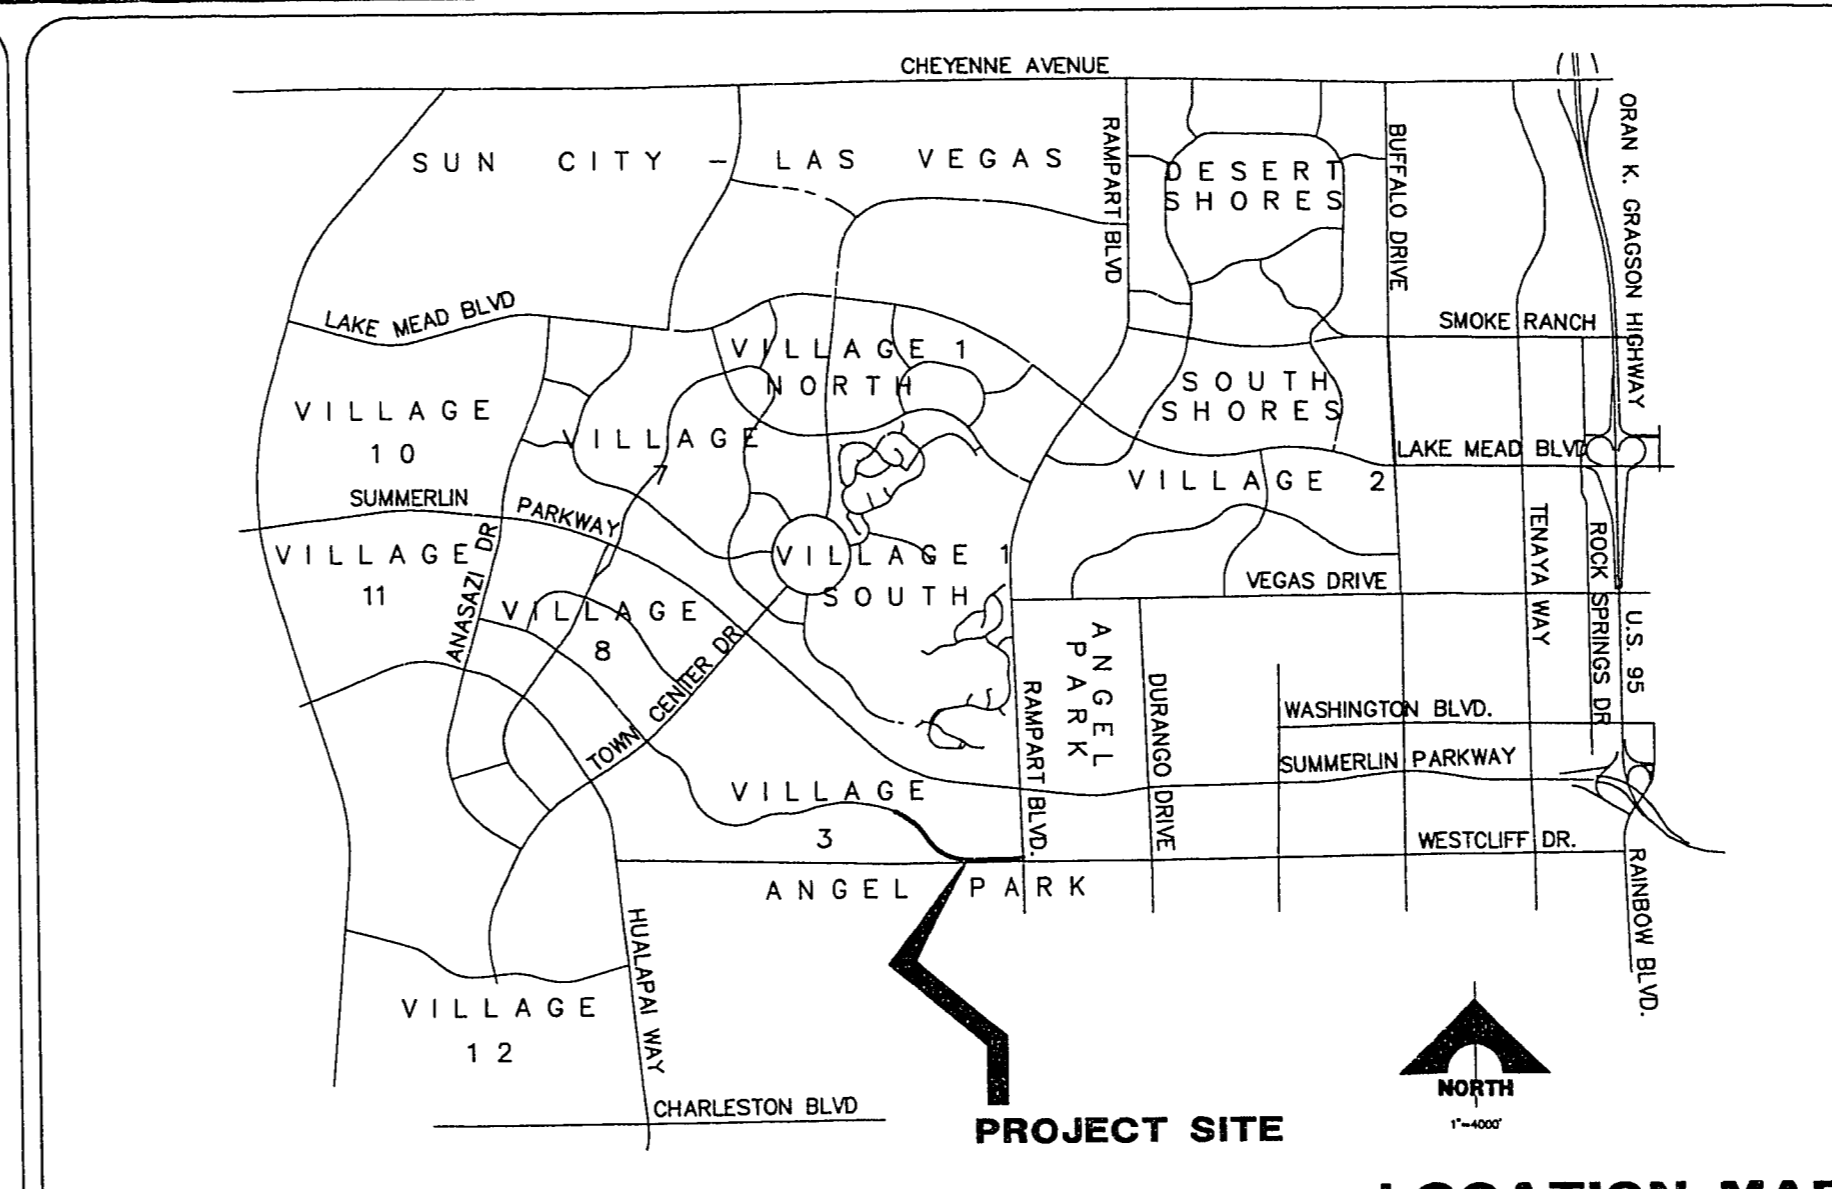 CHEYENNE AVENUE
SUN CITY - LAS VEGAS
RAMPART BLVD
DESERT
SHORES
BUFFALO DRIVE
ORAN K. GRAGSON HIGHWAY
LAKE MEAD BLVD
SMOKE RANCH
VILLAGE 1
NORTH
SOUTH
SHORES
VILLAGE
10
VILLAGE
7
LAKE MEAD BLVD
VILLAGE 2
SUMMERLIN PARKWAY
VILLAGE
11
ANASAZI DR
VILLAGE 1
SOUTH
VILLAGE
8
VEGAS DRIVE
TENAYA WAY
ROCK SPRINGS DR
U.S. 95
TOWN CENTER DR
ANGEL
PARK
RAMPART BLVD.
DURANGO DRIVE
WASHINGTON BLVD.
SUMMERLIN PARKWAY
VILLAGE
3
WESTCLIFF DR.
RAINBOW BLVD.
ANGEL PARK
HUALAPAI WAY
VILLAGE
12
CHARLESTON BLVD
PROJECT SITE
NORTH
1"=4000'
LOCATION MAP